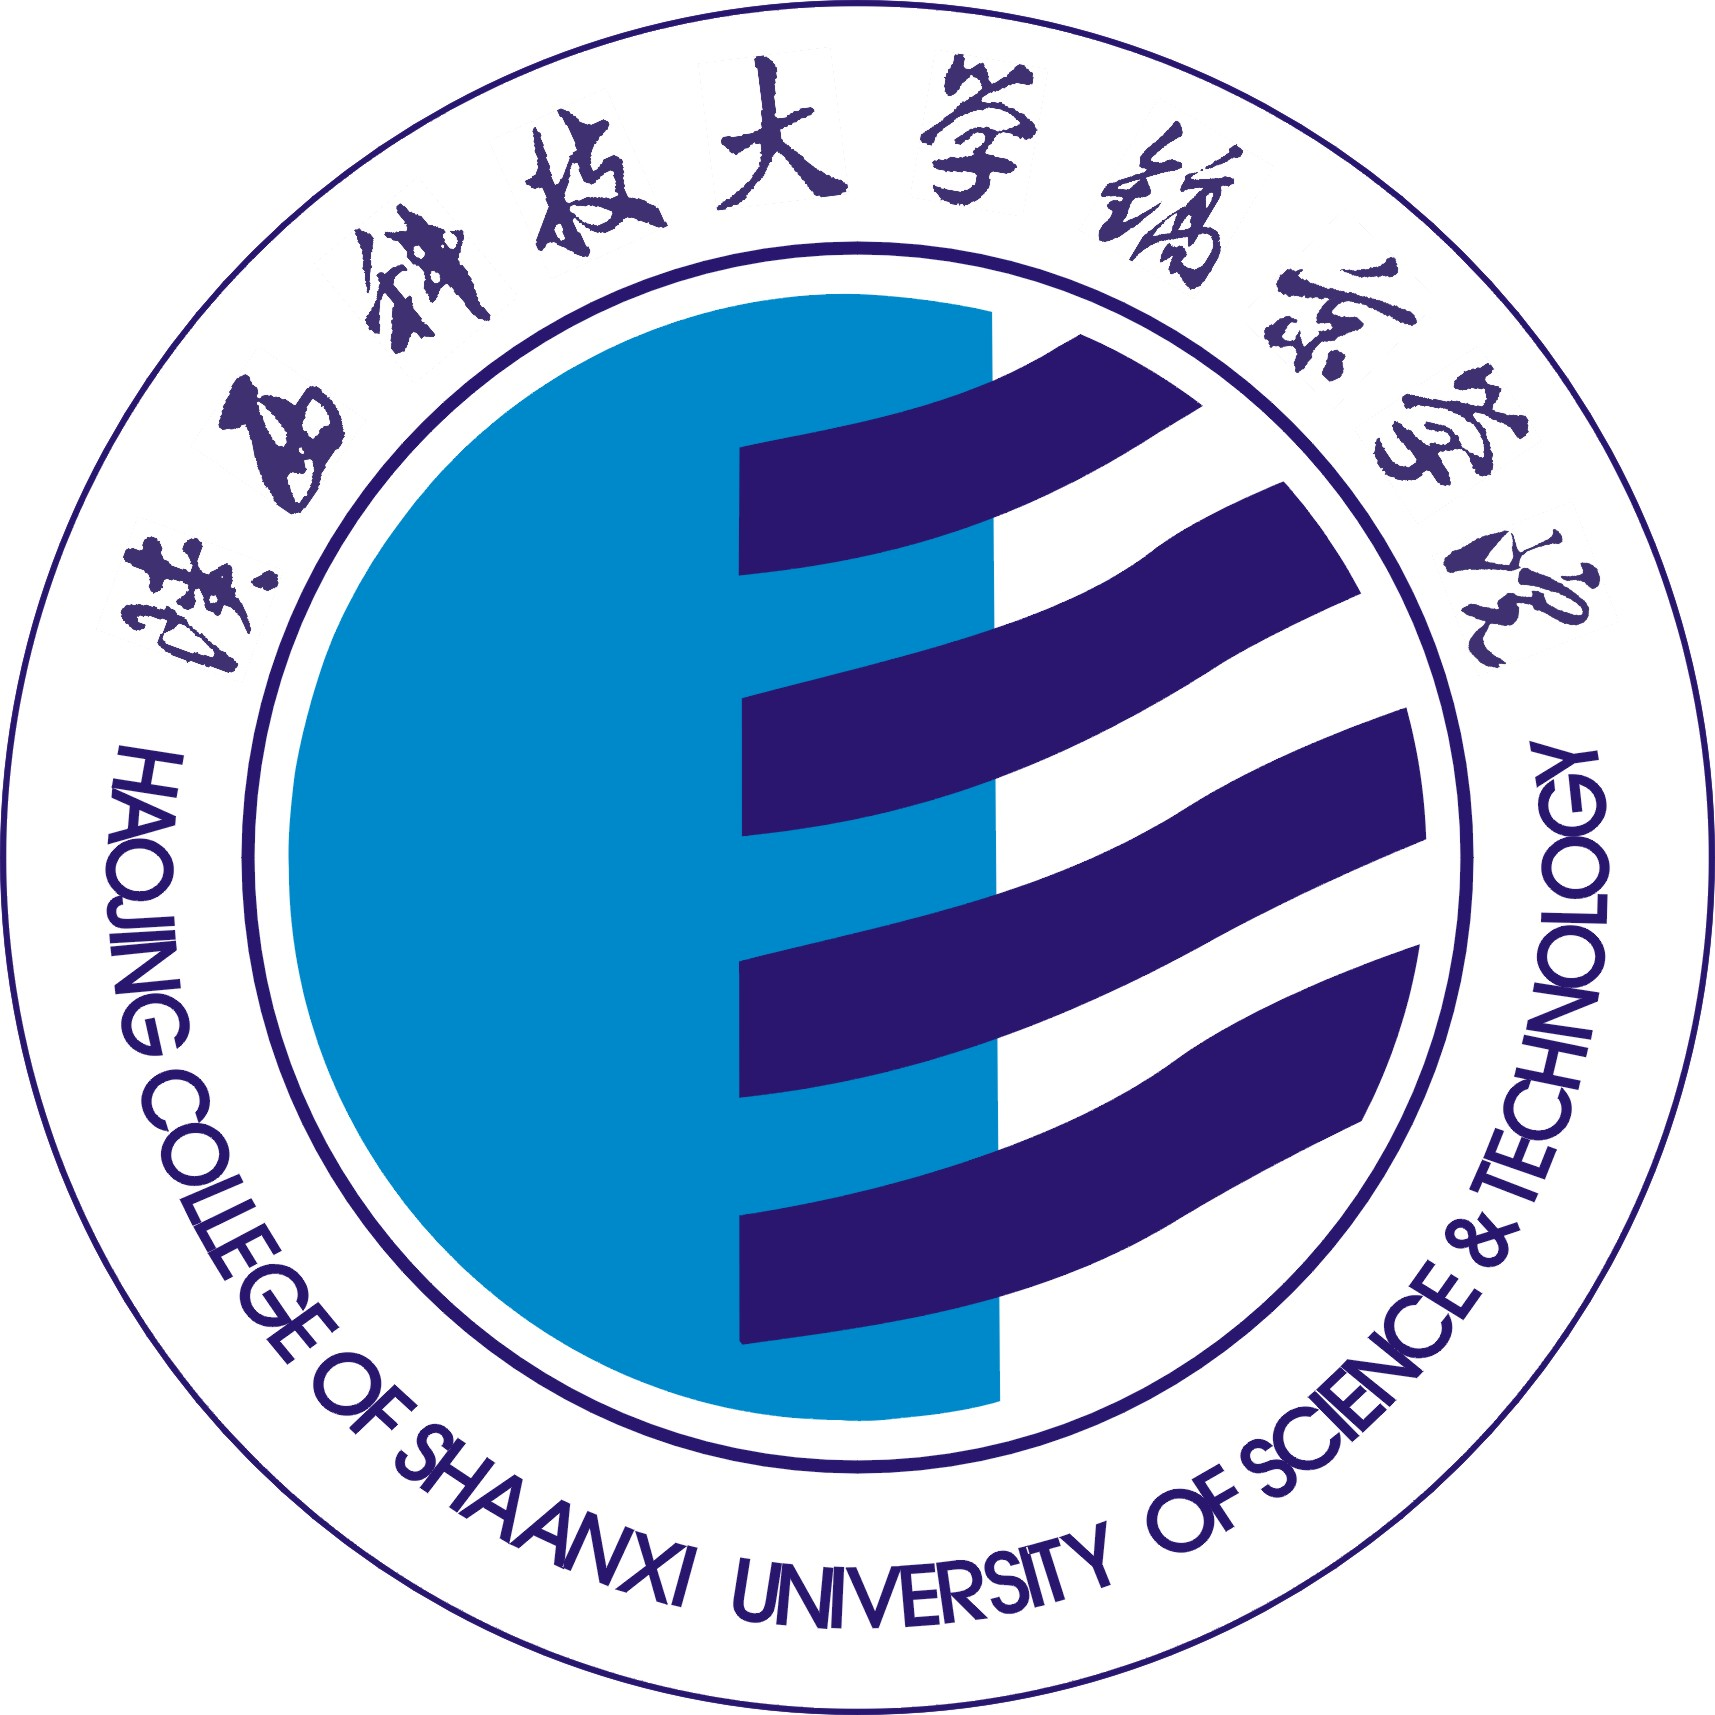 陕西科技大学镐京学院
HAOJING COLLEGE OF SHAANXI UNIVERSITY OF SCIENCE & TECHNOLOGY